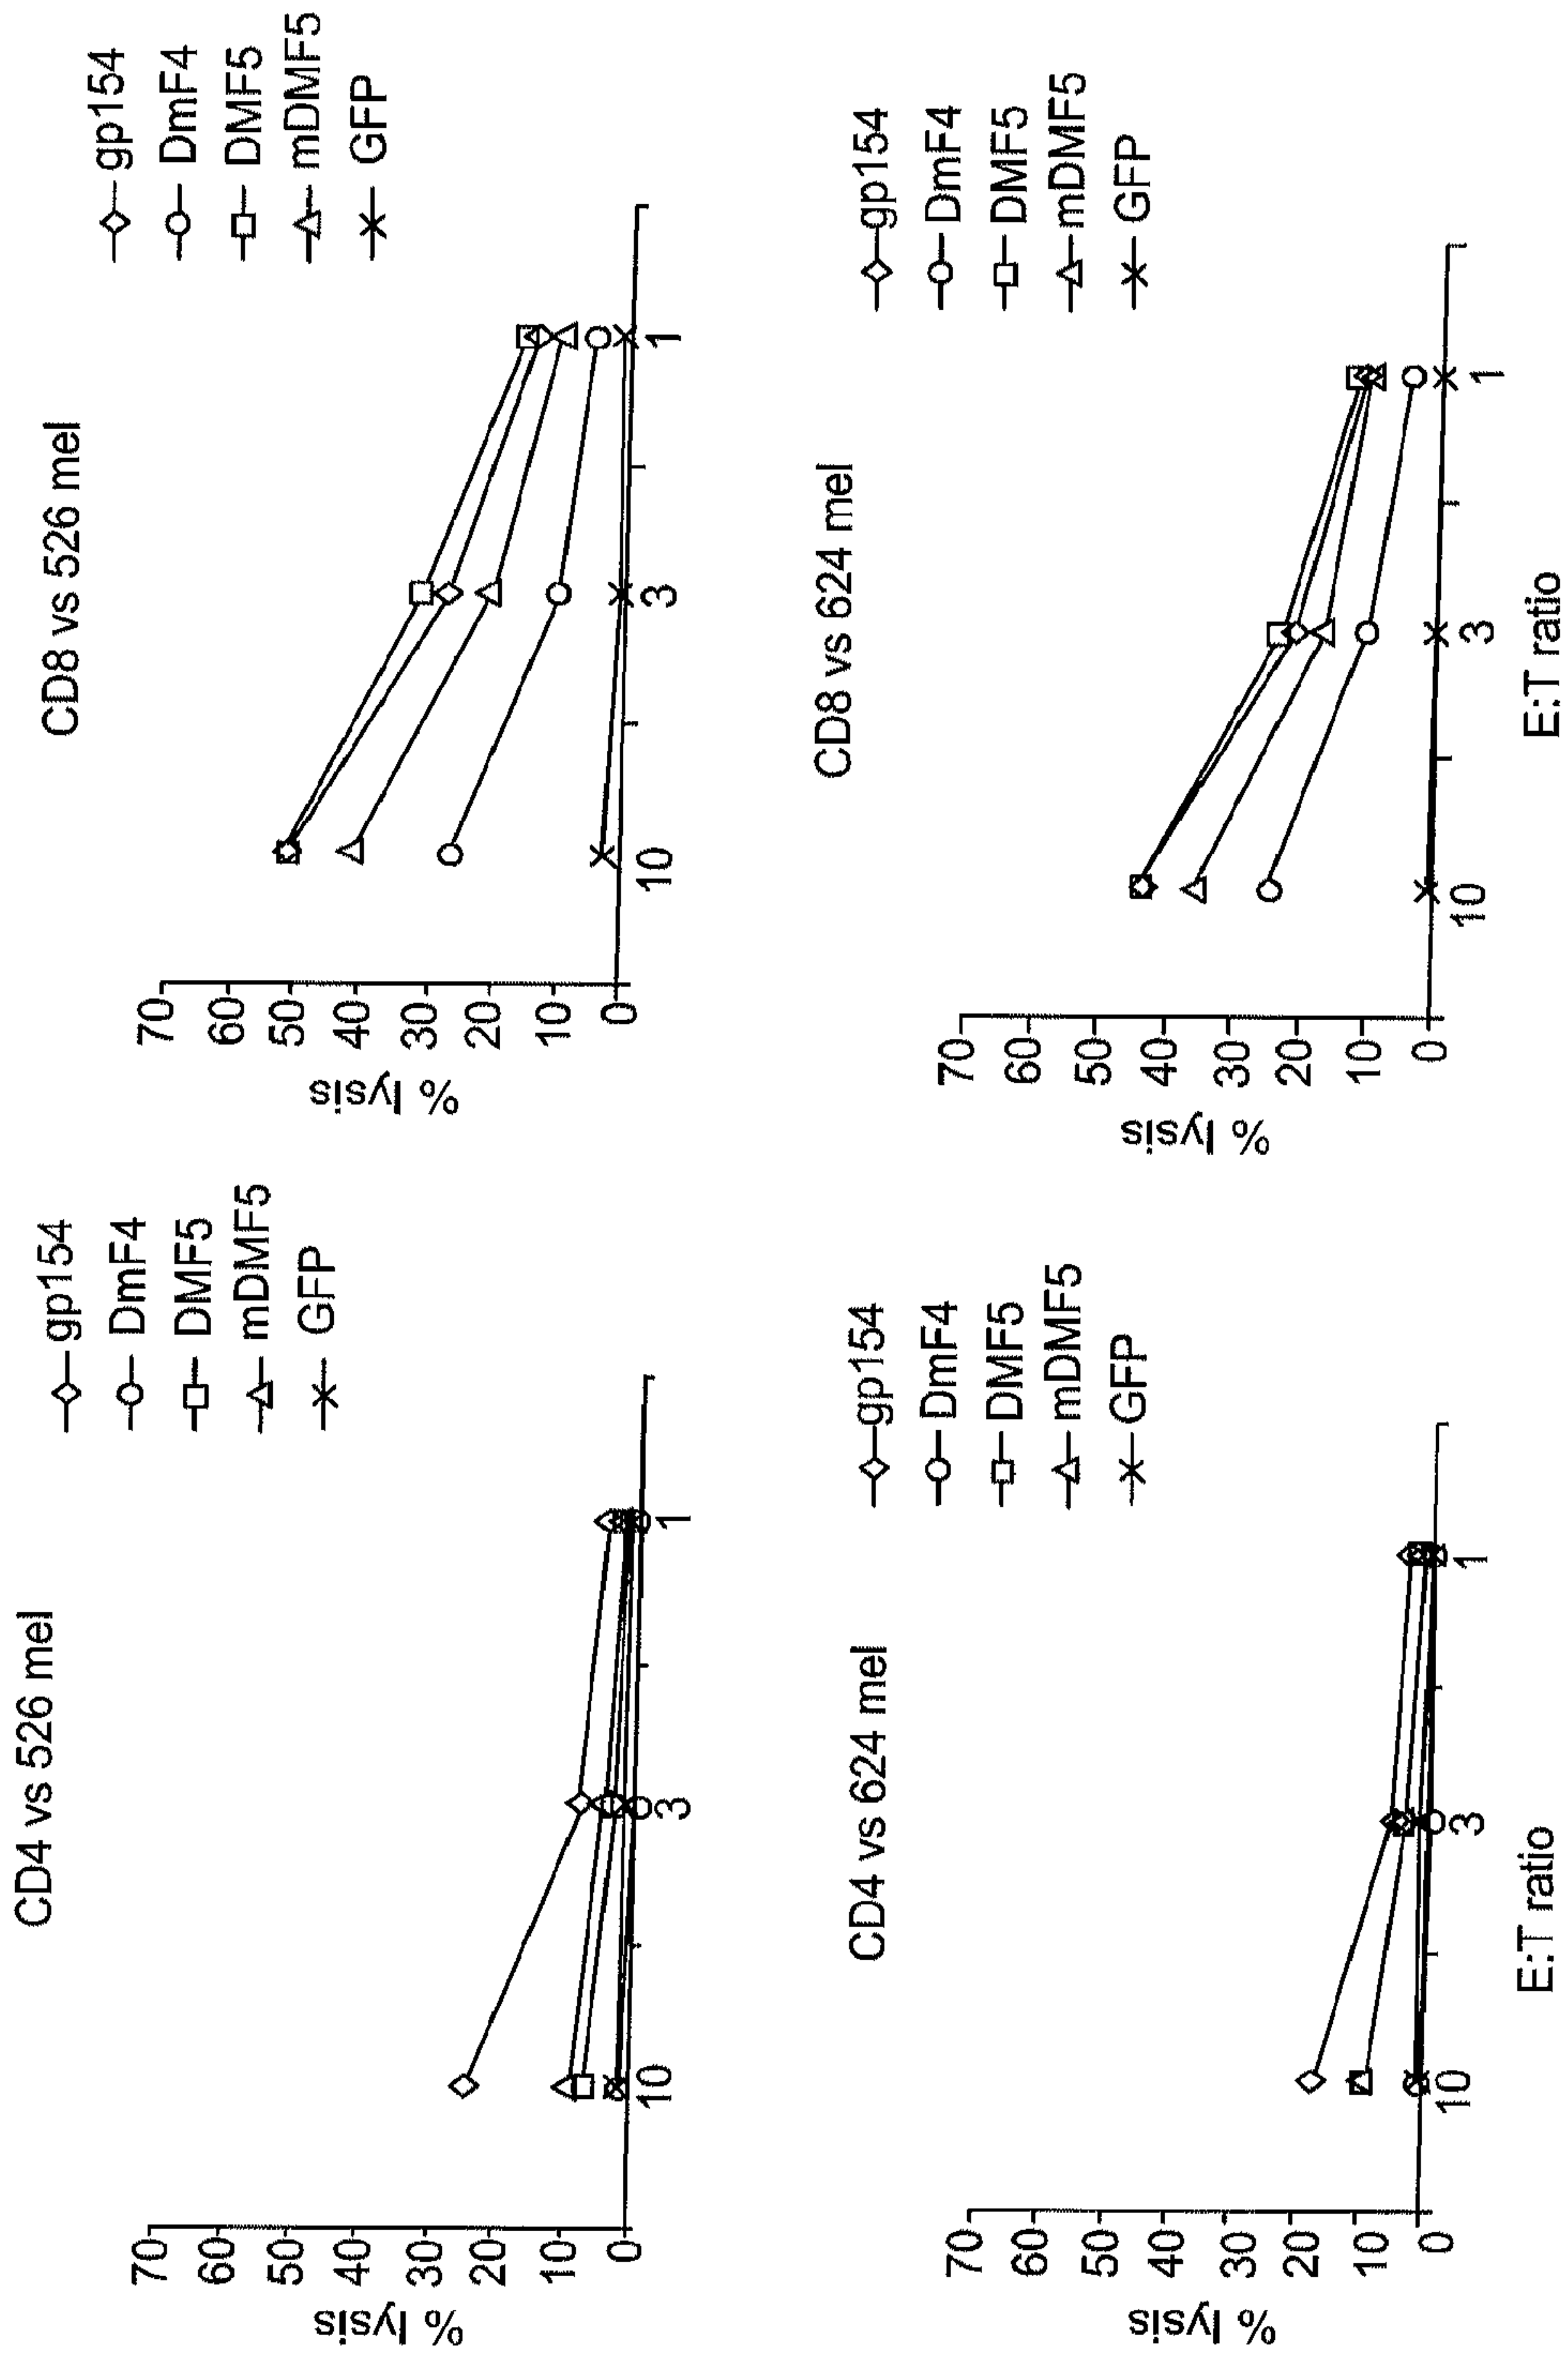 CD4 vs 526 mel
gp154
DmF4
DMF5
mDMF5
GFP
% lysis
70
60
50
40
30
20
10
0
10
3
1
CD8 vs 526 mel
gp154
DmF4
DMF5
mDMF5
GFP
% lysis
70
60
50
40
30
20
10
0
10
3
1
CD4 vs 624 mel
gp154
DmF4
DMF5
mDMF5
GFP
% lysis
70
60
50
40
30
20
10
0
10
3
1
E:T ratio
CD8 vs 624 mel
gp154
DmF4
DMF5
mDMF5
GFP
% lysis
70
60
50
40
30
20
10
0
10
3
1
E:T ratio